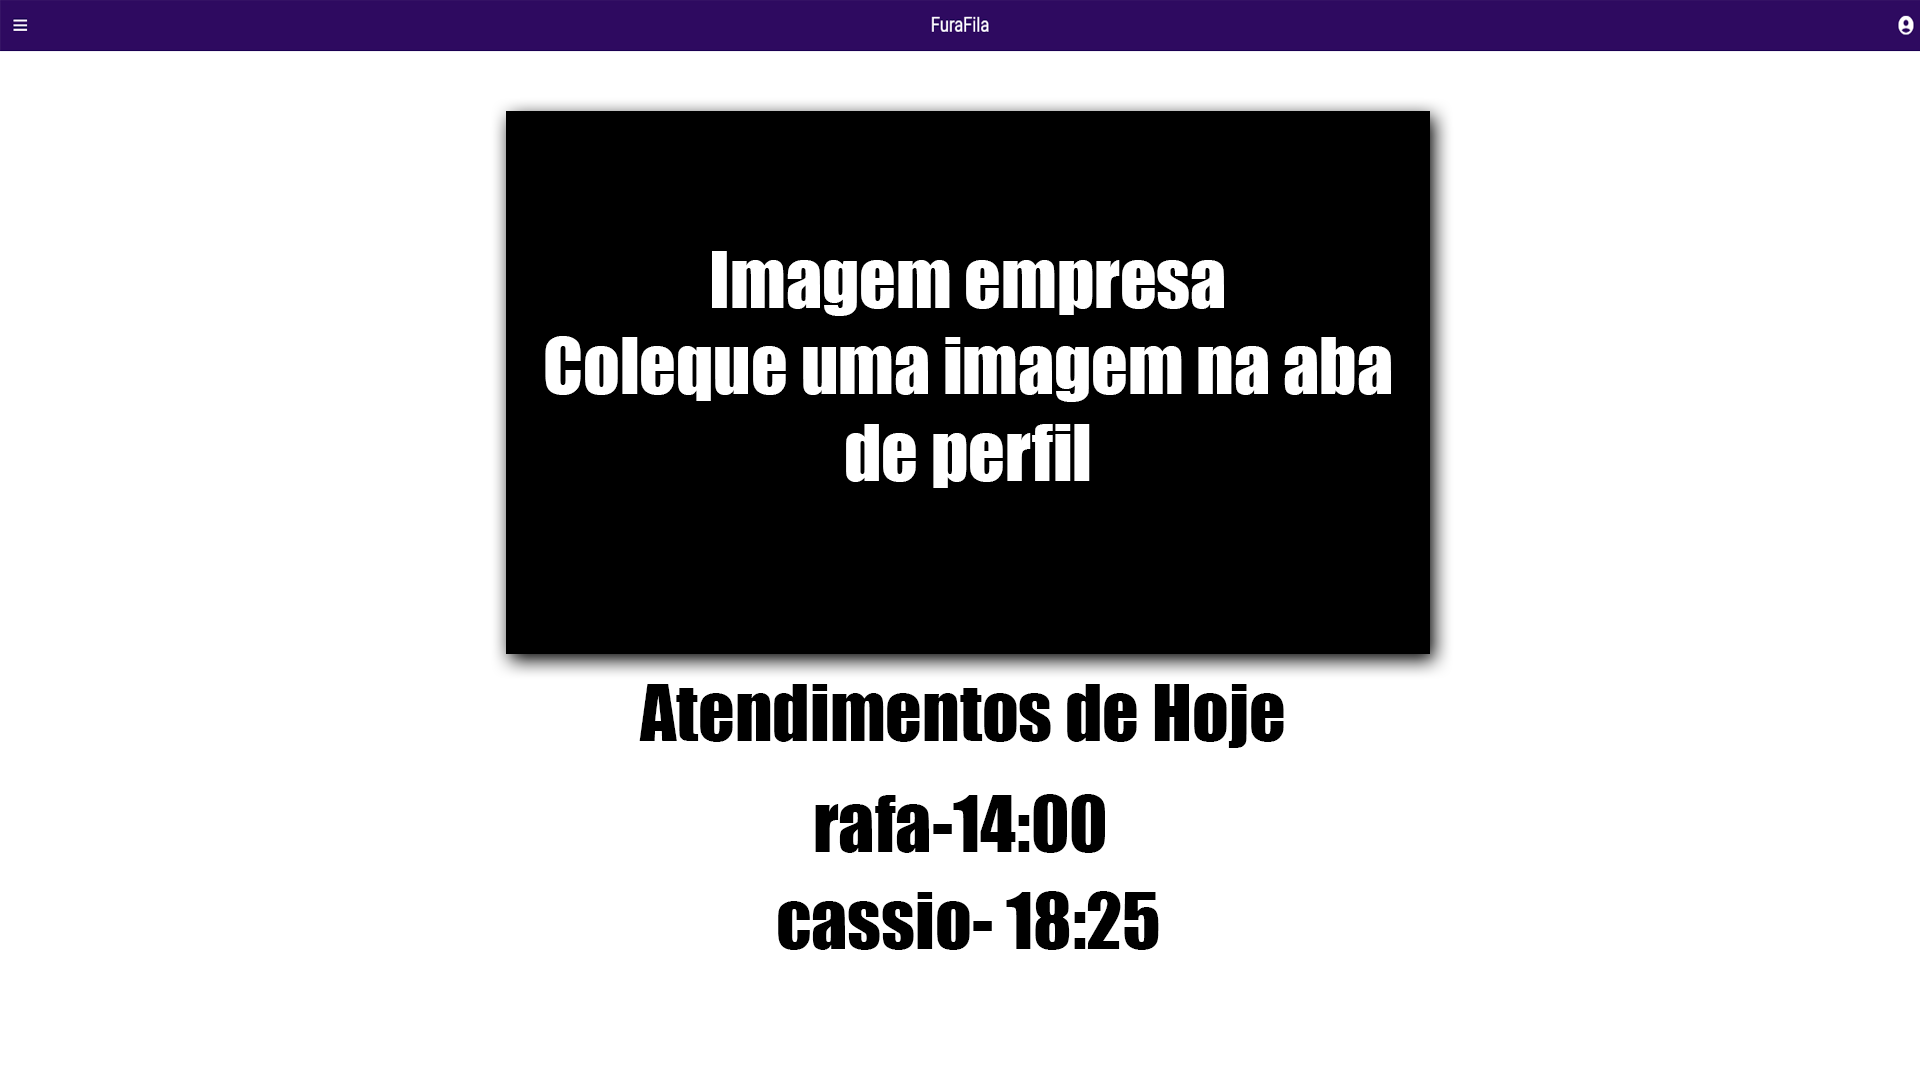 FuraFila
Imagem empresa
Coleque uma imagem na aba
de perfil
Atendimentos de Hoje
rafa-14:00
cassio- 18:25